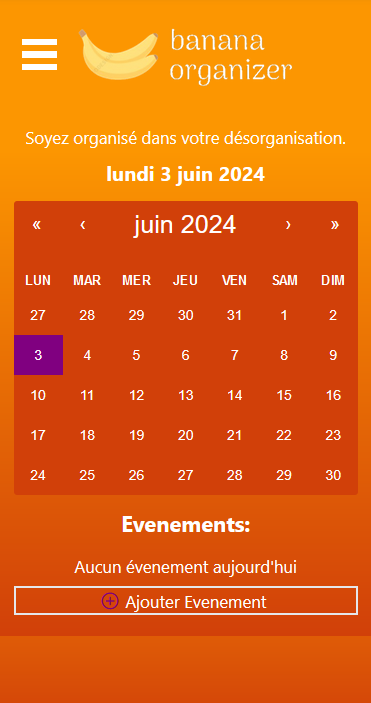 banana
organizer
Soyez organisé dans votre désorganisation.
lundi 3 juin 2024
« ‹ juin 2024 › »
LUN MAR MER JEU VEN SAM DIM
27 28 29 30 31 1 2
3 4 5 6 7 8 9
10 11 12 13 14 15 16
17 18 19 20 21 22 23
24 25 26 27 28 29 30
Evenements:
Aucun évenement aujourd'hui
Ajouter Evenement